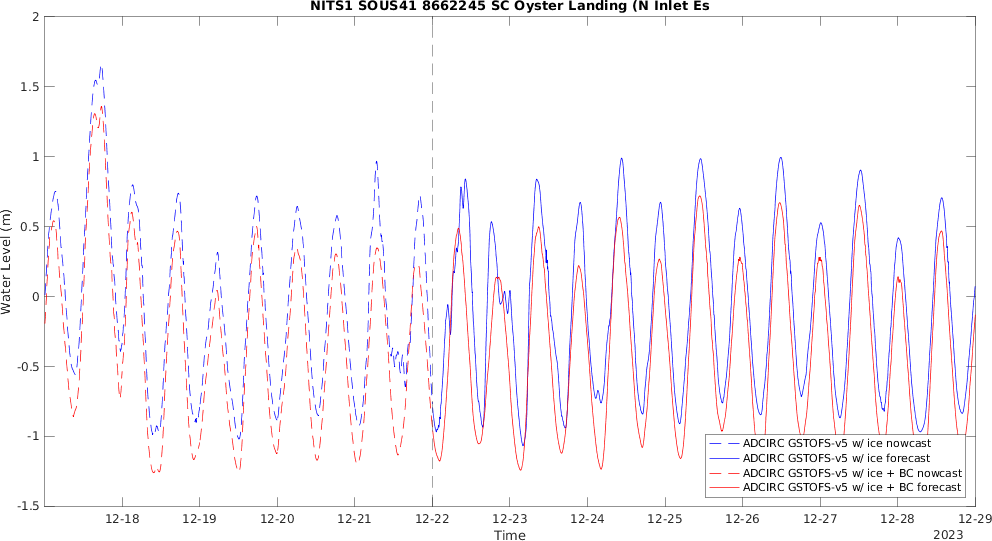 NITS1 SOUS41 8662245 SC Oyster Landing (N Inlet Es
Water Level (m)
2
1.5
1
0.5
0
-0.5
-1
-1.5
12-18 12-19 12-20 12-21 12-22 12-23 12-24 12-25 12-26 12-27 12-28 12-29
Time
2023
ADCIRC GSTOFS-v5 w/ ice nowcast
ADCIRC GSTOFS-v5 w/ ice forecast
ADCIRC GSTOFS-v5 w/ ice + BC nowcast
ADCIRC GSTOFS-v5 w/ ice + BC forecast